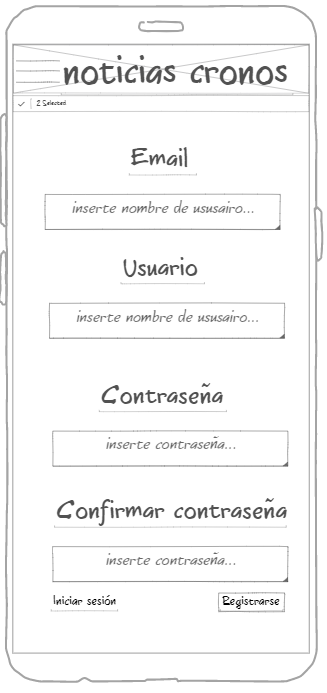 noticias cronos
2 Selected
Email
inserte nombre de ususairo...
Usuario
inserte nombre de ususairo...
Contraseña
inserte contraseña...
Confirmar contraseña
inserte contraseña...
Iniciar sesión
Registrarse